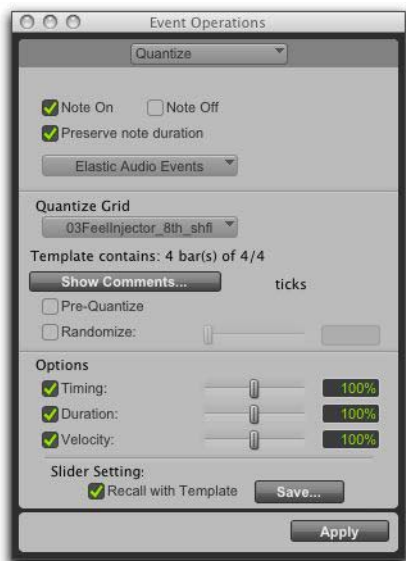 Event Operations
Quantize
Note On Note Off
Preserve note duration
Elastic Audio Events
Quantize Grid
03FeelInjector_8th_shfl
Template contains: 4 bar(s) of 4/4
Show Comments... ticks
Pre-Quantize
Randomize:
Options
Timing: 100%
Duration: 100%
Velocity: 100%
Slider Setting:
Recall with Template Save...
Apply